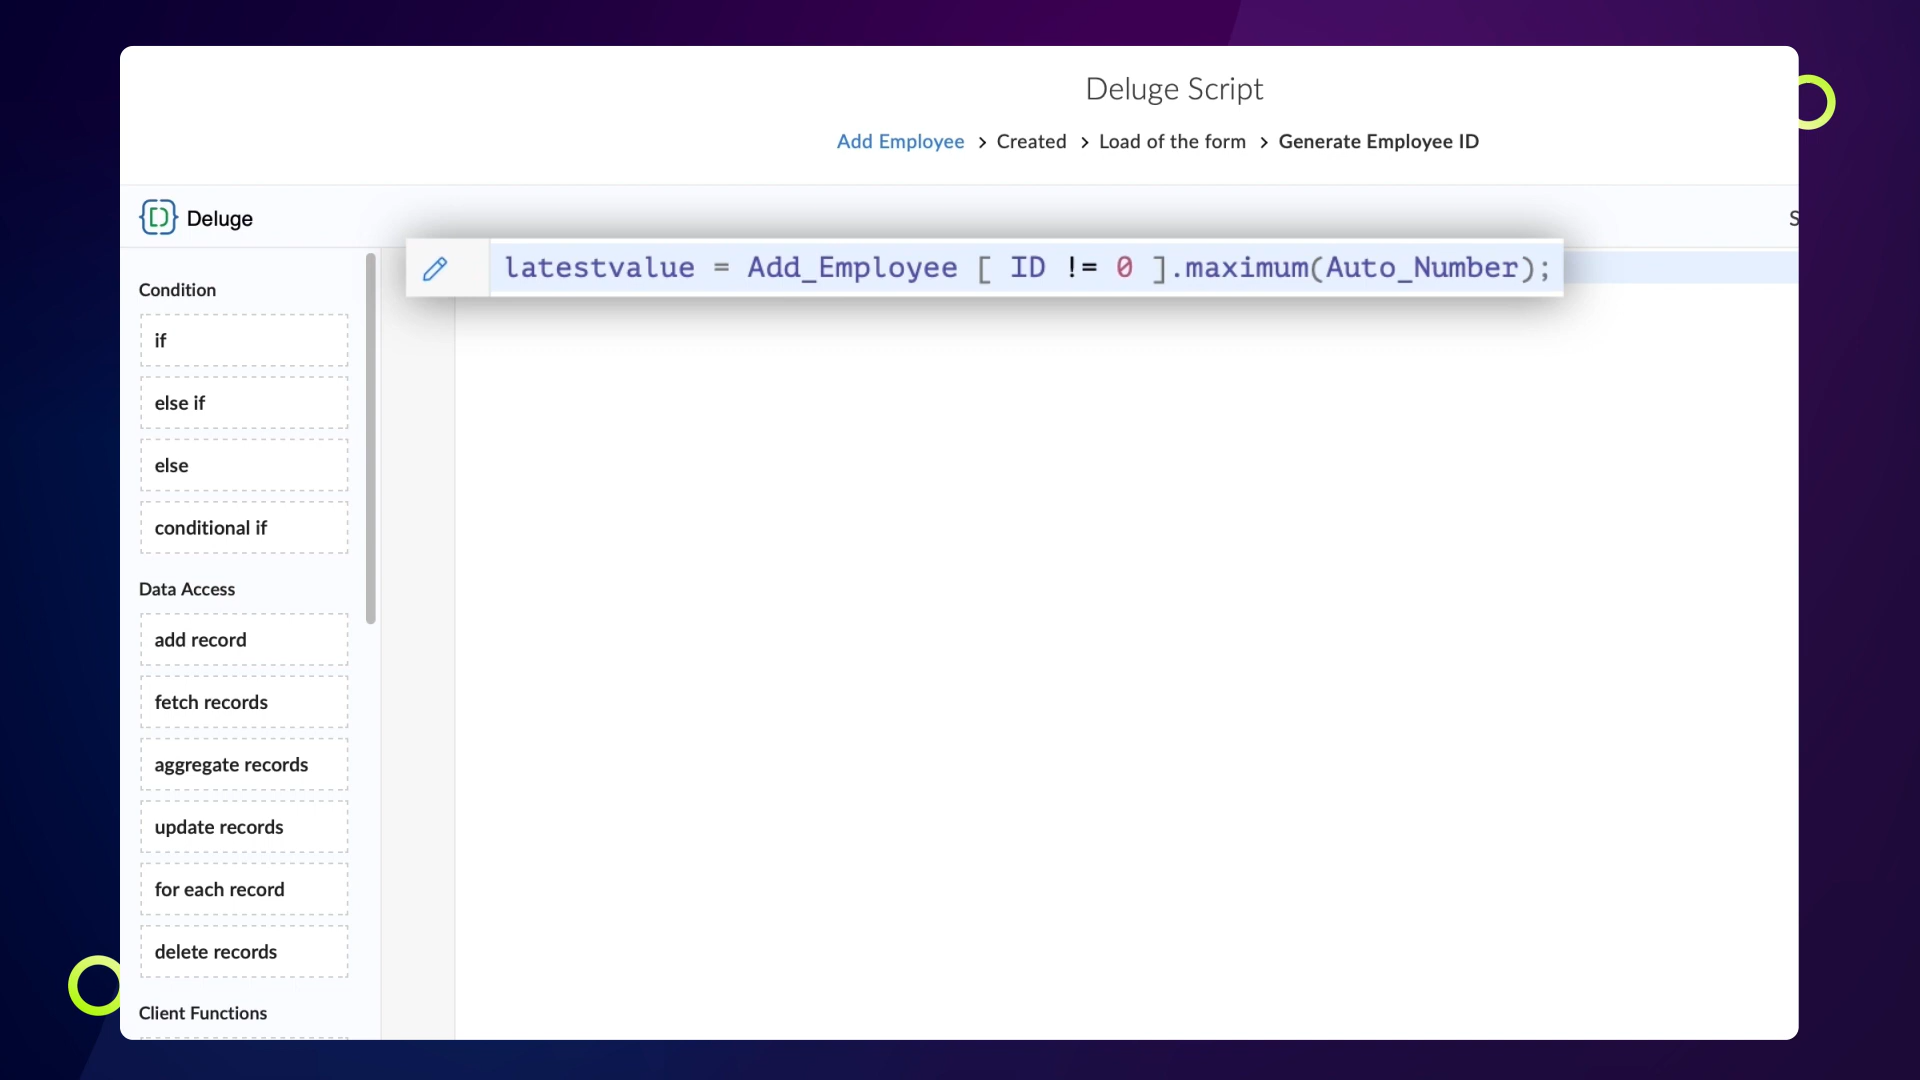 Deluge Script
Add Employee > Created > Load of the form > Generate Employee ID
Deluge
S
latestvalue = Add_Employee [ ID != 0 ].maximum(Auto_Number);
Condition
if
else if
else
conditional if
Data Access
add record
fetch records
aggregate records
update records
for each record
delete records
Client Functions